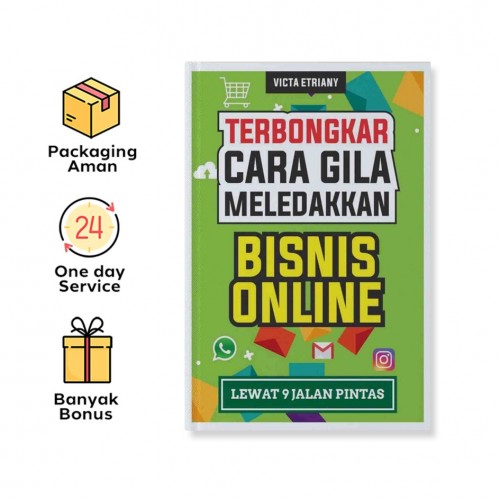 Packaging
Aman
24
One day
Service
Banyak
Bonus
VICTA ETRIANY
TERBONGKAR
CARA GILA
MELEDAKKAN
BISNIS
ONLINE
LEWAT 9 JALAN PINTAS